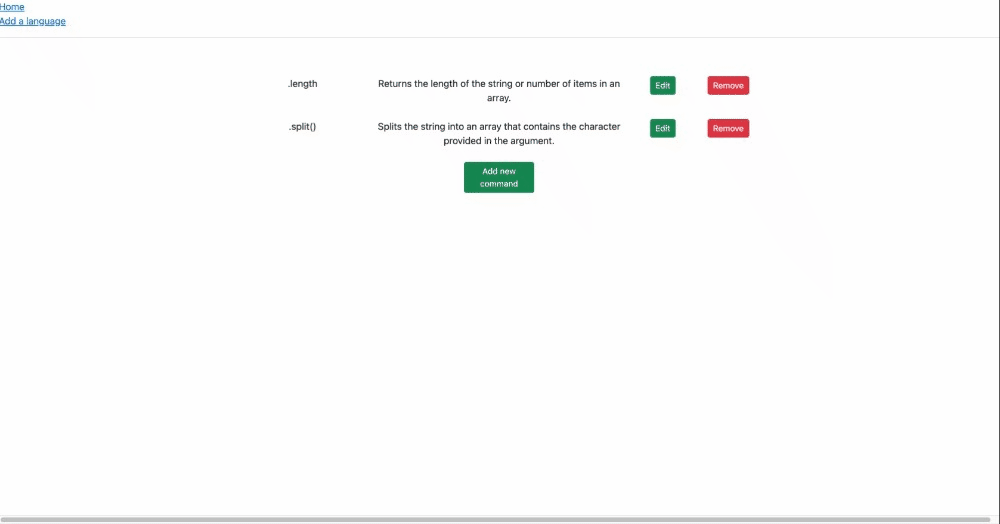 Home
Add a language
.length
Returns the length of the string or number of items in an
array.
Edit
Remove
.split()
Splits the string into an array that contains the character
provided in the argument.
Edit
Remove
Add new
command